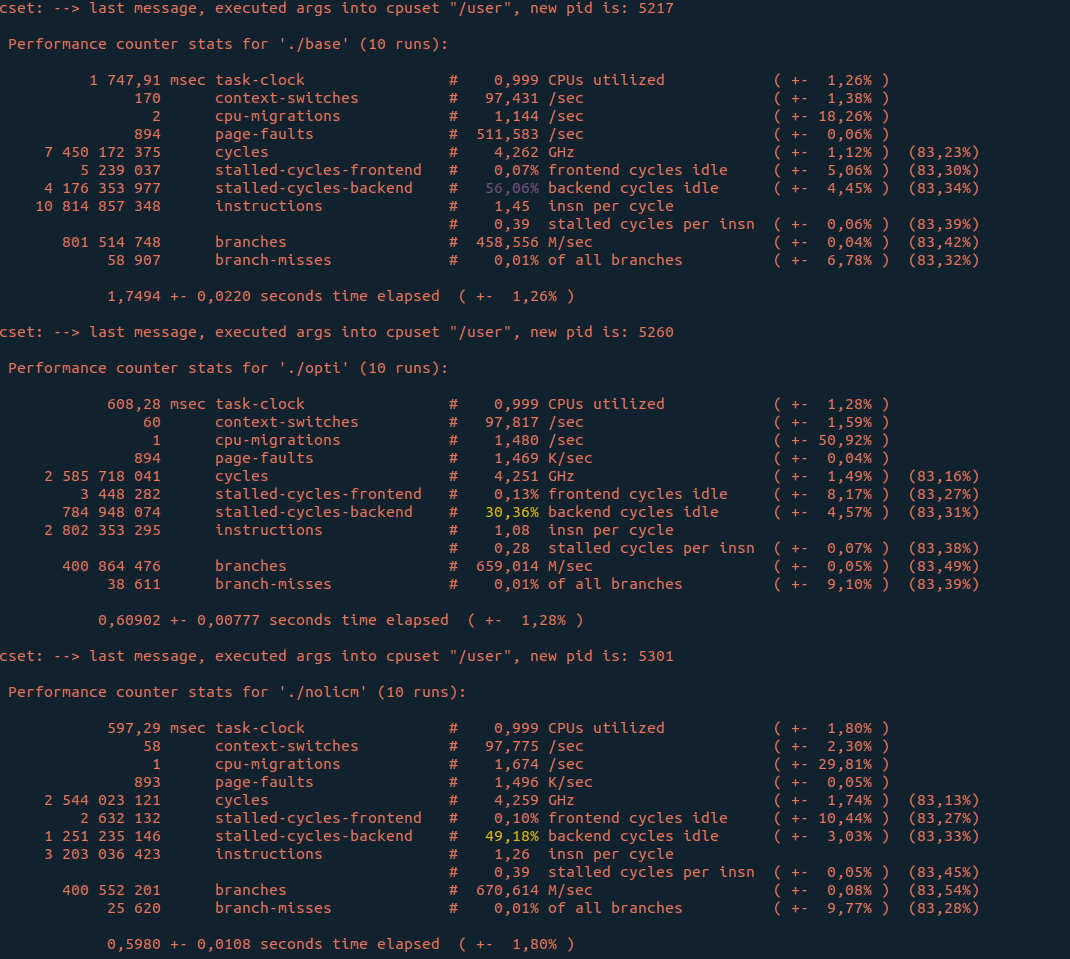 cset: --> last message, executed args into cpuset "/user", new pid is: 5217
Performance counter stats for './base' (10 runs):
1 747,91 msec task-clock # 0,999 CPUs utilized ( +- 1,26% )
170 context-switches # 97,431 /sec ( +- 1,38% )
2 cpu-migrations # 1,144 /sec ( +- 18,26% )
894 page-faults # 511,583 /sec ( +- 0,06% )
7 450 172 375 cycles # 4,262 GHz ( +- 1,12% ) (83,23%)
5 239 037 stalled-cycles-frontend # 0,07% frontend cycles idle ( +- 5,06% ) (83,30%)
4 176 353 977 stalled-cycles-backend # 56,06% backend cycles idle ( +- 4,45% ) (83,34%)
10 814 857 348 instructions # 1,45 insn per cycle
# 0,39 stalled cycles per insn ( +- 0,06% ) (83,39%)
801 514 748 branches # 458,556 M/sec ( +- 0,04% ) (83,42%)
58 907 branch-misses # 0,01% of all branches ( +- 6,78% ) (83,32%)
1,7494 +- 0,0220 seconds time elapsed ( +- 1,26% )
cset: --> last message, executed args into cpuset "/user", new pid is: 5260
Performance counter stats for './opti' (10 runs):
608,28 msec task-clock # 0,999 CPUs utilized ( +- 1,28% )
60 context-switches # 97,817 /sec ( +- 1,59% )
1 cpu-migrations # 1,480 /sec ( +- 50,92% )
894 page-faults # 1,469 K/sec ( +- 0,04% )
2 585 718 041 cycles # 4,251 GHz ( +- 1,49% ) (83,16%)
3 448 282 stalled-cycles-frontend # 0,13% frontend cycles idle ( +- 8,17% ) (83,27%)
784 948 074 stalled-cycles-backend # 30,36% backend cycles idle ( +- 4,57% ) (83,31%)
2 802 353 295 instructions # 1,08 insn per cycle
# 0,28 stalled cycles per insn ( +- 0,07% ) (83,38%)
400 864 476 branches # 659,014 M/sec ( +- 0,05% ) (83,49%)
38 611 branch-misses # 0,01% of all branches ( +- 9,10% ) (83,39%)
0,60902 +- 0,00777 seconds time elapsed ( +- 1,28% )
cset: --> last message, executed args into cpuset "/user", new pid is: 5301
Performance counter stats for './nolicm' (10 runs):
597,29 msec task-clock # 0,999 CPUs utilized ( +- 1,80% )
58 context-switches # 97,775 /sec ( +- 2,30% )
1 cpu-migrations # 1,674 /sec ( +- 29,81% )
893 page-faults # 1,496 K/sec ( +- 0,05% )
2 544 023 121 cycles # 4,259 GHz ( +- 1,74% ) (83,13%)
2 632 132 stalled-cycles-frontend # 0,10% frontend cycles idle ( +- 10,44% ) (83,27%)
1 251 235 146 stalled-cycles-backend # 49,18% backend cycles idle ( +- 3,03% ) (83,33%)
3 203 036 423 instructions # 1,26 insn per cycle
# 0,39 stalled cycles per insn ( +- 0,05% ) (83,45%)
400 552 201 branches # 670,614 M/sec ( +- 0,08% ) (83,54%)
25 620 branch-misses # 0,01% of all branches ( +- 9,77% ) (83,28%)
0,5980 +- 0,0108 seconds time elapsed ( +- 1,80% )